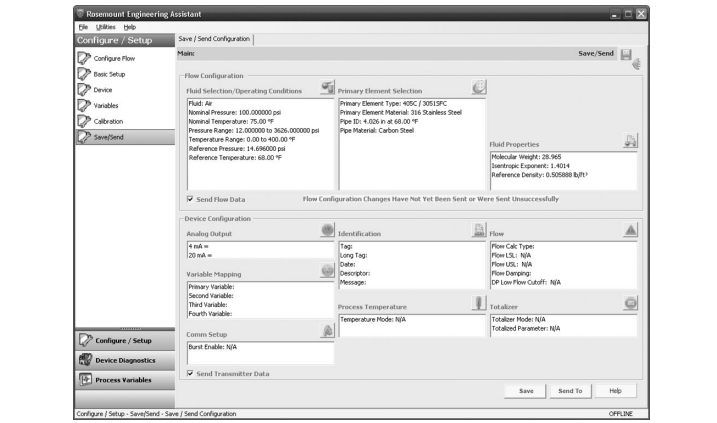 Rosemount Engineering Assistant
File Utilities Help
Configure / Setup
Configure Flow
Basic Setup
Device
Variables
Calibration
Save/Send
Save / Send Configuration
Main:
Save/Send
Flow Configuration
Fluid Selection/Operating Conditions
Fluid: Air
Nominal Pressure: 100.000000 psi
Nominal Temperature: 75.00 °F
Pressure Range: 12.000000 to 3626.000000 psi
Temperature Range: 0.00 to 400.00 °F
Reference Pressure: 14.696000 psi
Reference Temperature: 68.00 °F
Primary Element Selection
Primary Element Type: 405C / 3051SFC
Primary Element Material: 316 Stainless Steel
Pipe ID: 4.026 in at 68.00 °F
Pipe Material: Carbon Steel
Fluid Properties
Molecular Weight: 28.965
Isentropic Exponent: 1.4014
Reference Density: 0.505888 lb/ft³
Send Flow Data
Flow Configuration Changes Have Not Yet Been Sent or Were Sent Unsuccessfully
Device Configuration
Analog Output
4 mA =
20 mA =
Variable Mapping
Primary Variable:
Second Variable:
Third Variable:
Fourth Variable:
Comm Setup
Burst Enable: N/A
Identification
Tag:
Long Tag:
Date:
Descriptor:
Message:
Process Temperature
Temperature Mode: N/A
Flow
Flow Calc Type:
Flow LSL: N/A
Flow USL: N/A
Flow Damping:
DP Low Flow Cutoff: N/A
Totalizer
Totalizer Mode: N/A
Totalized Parameter: N/A
Send Transmitter Data
Configure / Setup
Device Diagnostics
Process Variables
Save
Send To
Help
Configure / Setup - Save/Send - Save / Send Configuration
OFFLINE